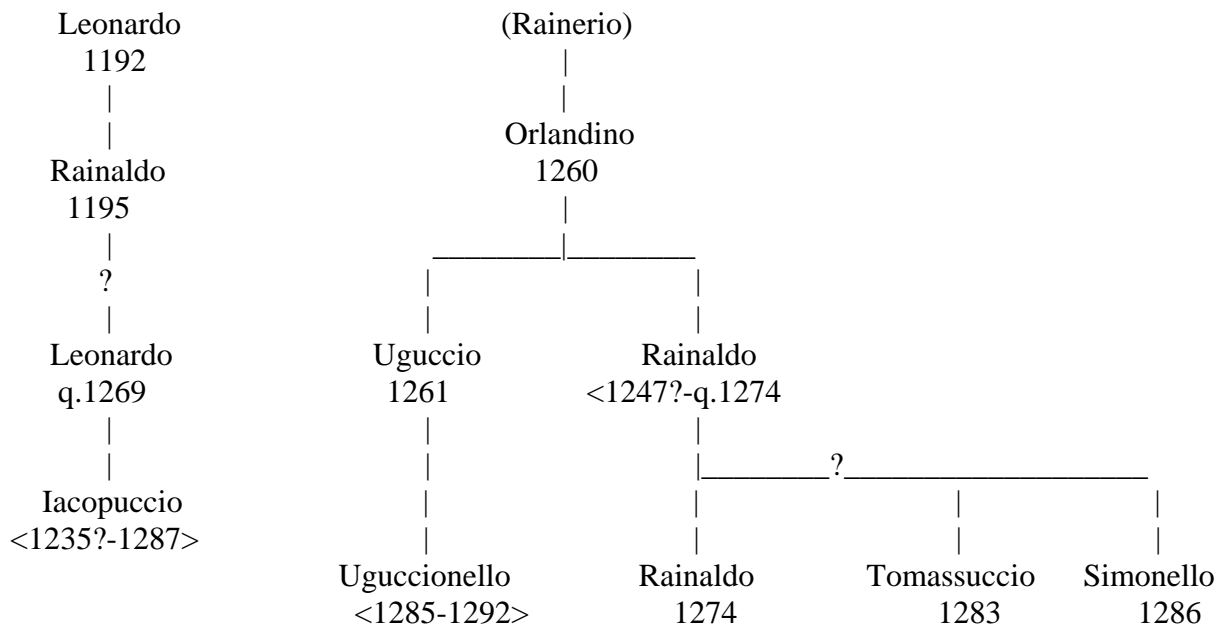 Leonardo (Rainerio)
1192
Orlandino
Rainaldo 1260
1195
?
Leonardo Uguccio Rainaldo
q.1269 1261 <1247?-q.1274
?
Iacopuccio
<1235?-1287>
Uguccionello Rainaldo Tomassuccio Simonello
<1285-1292> 1274 1283 1286